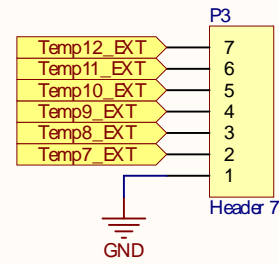 P3
Temp12_EXT 7
Temp11_EXT 6
Temp10_EXT 5
Temp9_EXT 4
Temp8_EXT 3
Temp7_EXT 2
1
Header 7
GND